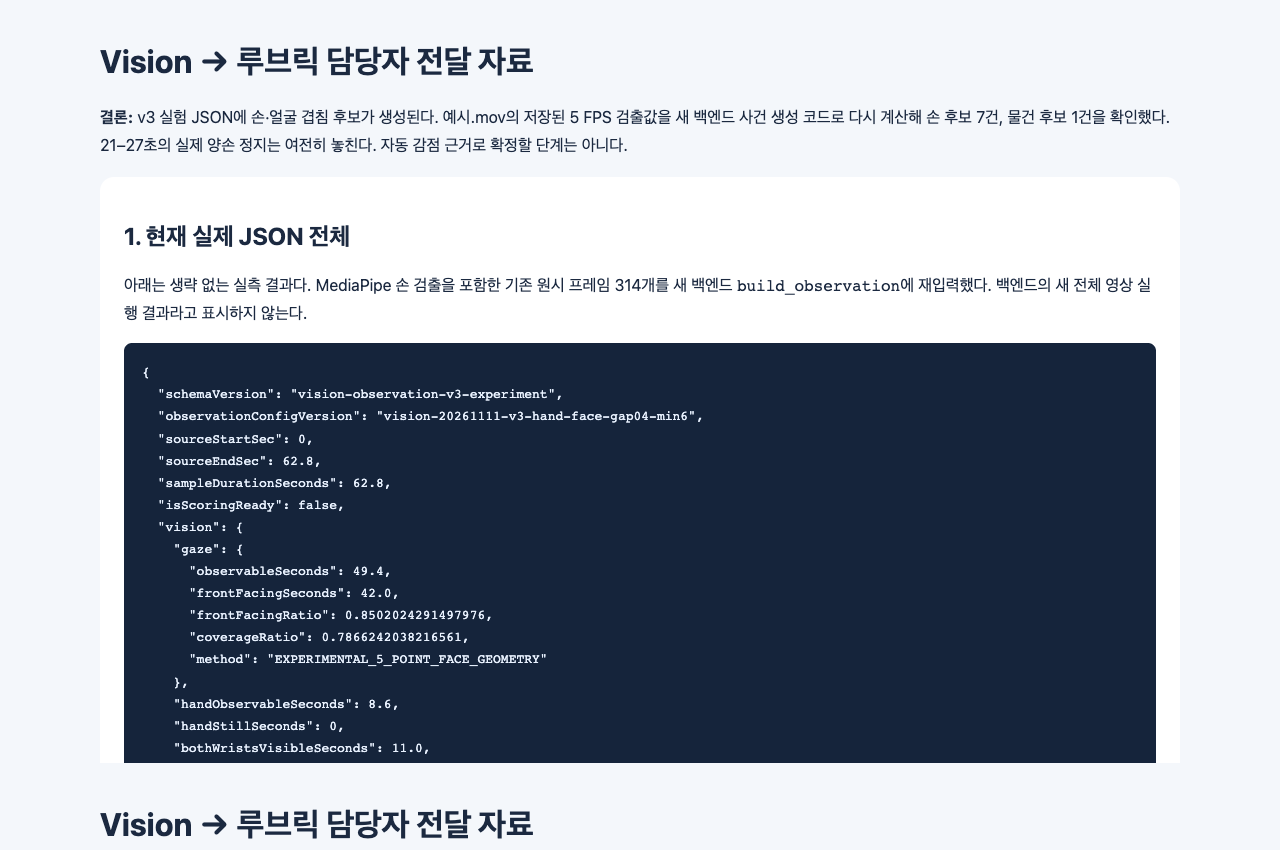 Vision → 루브릭 담당자 전달 자료
결론: v3 실험 JSON에 손·얼굴 겹침 후보가 생성된다. 예시.mov의 저장된 5 FPS 검출값을 새 백엔드 사건 생성 코드로 다시 계산해 손 후보 7건, 물건 후보 1건을 확인했다.
21–27초의 실제 양손 정지는 여전히 놓친다. 자동 감점 근거로 확정할 단계는 아니다.
1. 현재 실제 JSON 전체
아래는 생략 없는 실측 결과다. MediaPipe 손 검출을 포함한 기존 원시 프레임 314개를 새 백엔드 build_observation에 재입력했다. 백엔드의 새 전체 영상 실
행 결과라고 표시하지 않는다.
{
"schemaVersion": "vision-observation-v3-experiment",
"observationConfigVersion": "vision-20261111-v3-hand-face-gap04-min6",
"sourceStartSec": 0,
"sourceEndSec": 62.8,
"sampleDurationSeconds": 62.8,
"isScoringReady": false,
"vision": {
"gaze": {
"observableSeconds": 49.4,
"frontFacingSeconds": 42.0,
"frontFacingRatio": 0.8502024291497976,
"coverageRatio": 0.7866242038216561,
"method": "EXPERIMENTAL_5_POINT_FACE_GEOMETRY"
},
"handObservableSeconds": 8.6,
"handStillSeconds": 0,
"bothWristsVisibleSeconds": 11.0,
Vision → 루브릭 담당자 전달 자료